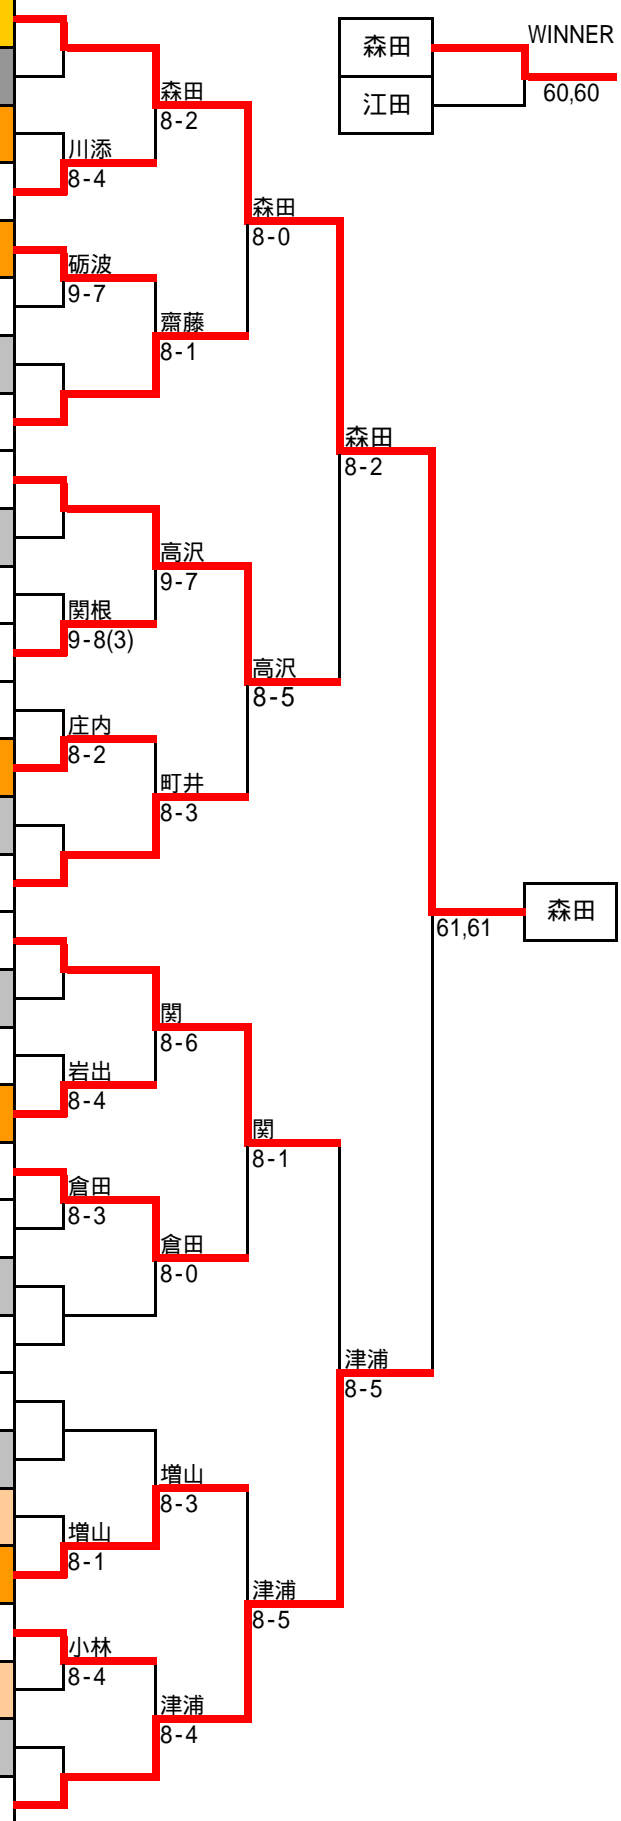 WINNER
森田
60,60
江田
森田
8-2
川添
8-4
森田
8-0
砺波
9-7
齋藤
8-1
森田
8-2
高沢
9-7
関根
9-8(3)
高沢
8-5
庄内
8-2
町井
8-3
森田
61,61
関
8-6
岩出
8-4
関
8-1
倉田
8-3
倉田
8-0
津浦
8-5
増山
8-3
増山
8-1
津浦
8-5
小林
8-4
津浦
8-4